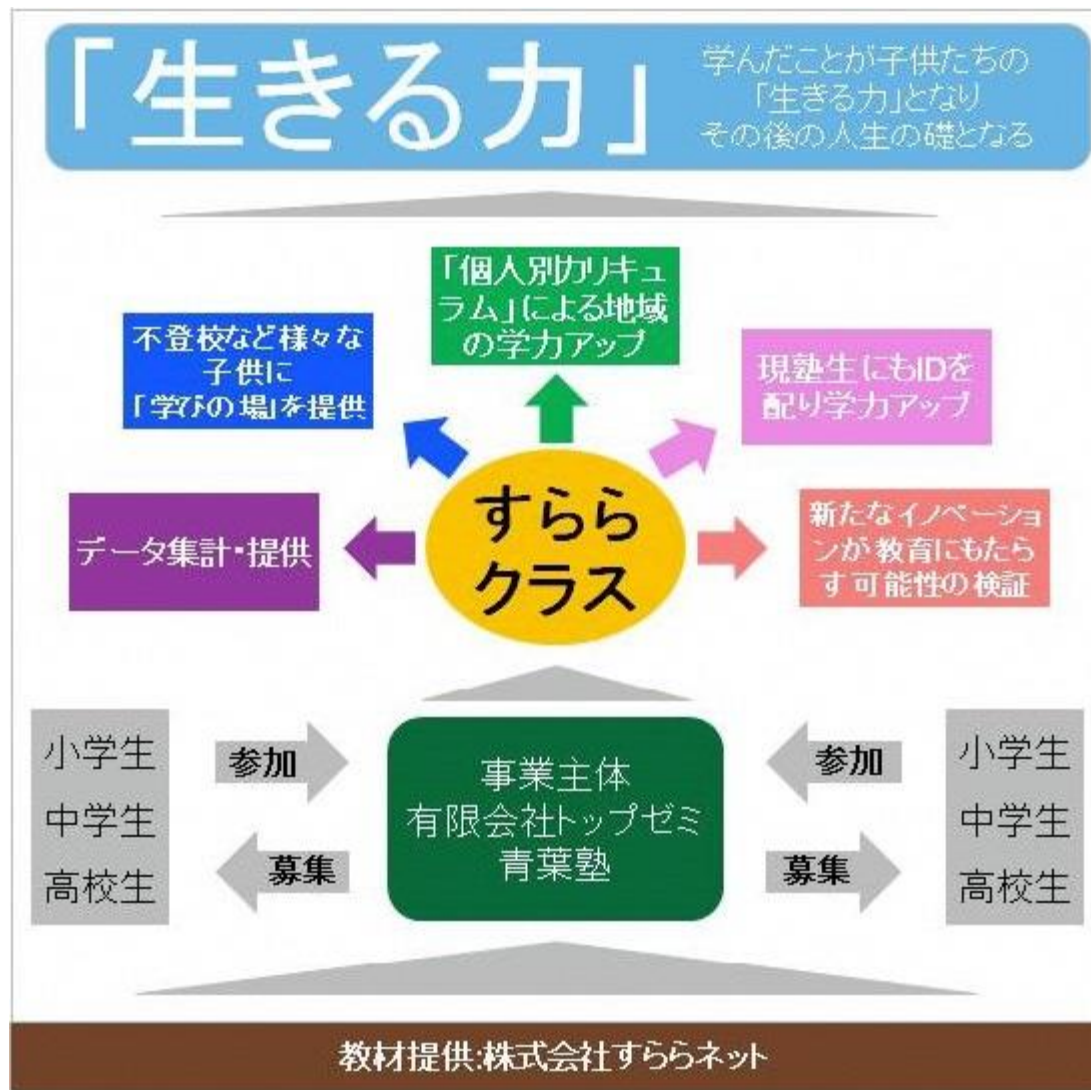 「生きる力」
学んだことが子供たちの
「生きる力」となり
その後の人生の礎となる
「個人別カリキュ
ラム」による地域
の学力アップ
不登校など様々な
子供に
「学びの場」を提供
現塾生にもIDを
配り学力アップ
データ集計・提供
すらら
クラス
新たなイノベーショ
ンが教育にもたら
す可能性の検証
小学生
中学生
高校生
参加
募集
事業主体
有限会社トップゼミ
青葉塾
参加
募集
小学生
中学生
高校生
教材提供:株式会社すららネット